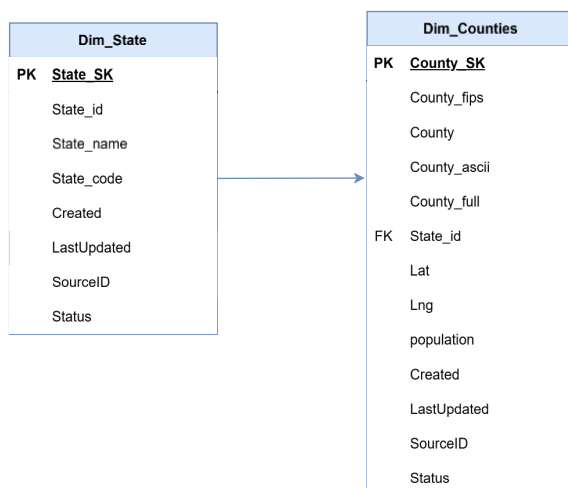 Dim_State
PK State_SK
State_id
State_name
State_code
Created
LastUpdated
SourceID
Status
Dim_Counties
PK County_SK
County_fips
County
County_ascii
County_full
FK State_id
Lat
Lng
population
Created
LastUpdated
SourceID
Status